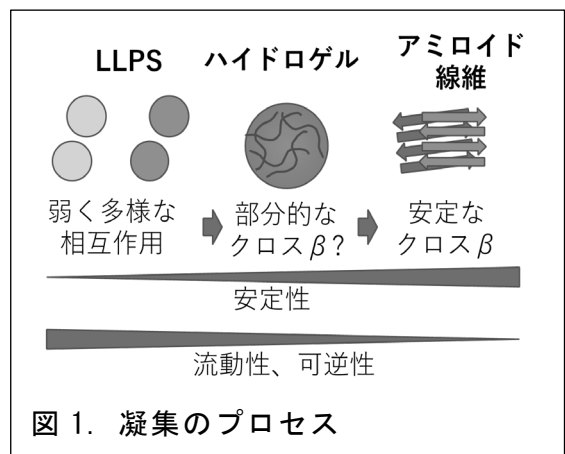 LLPS
ハイドロゲル
アミロイド
線維
弱く多様な
相互作用
部分的な
クロスβ?
安定な
クロスβ
安定性
流動性、可逆性
図 1. 凝集のプロセス